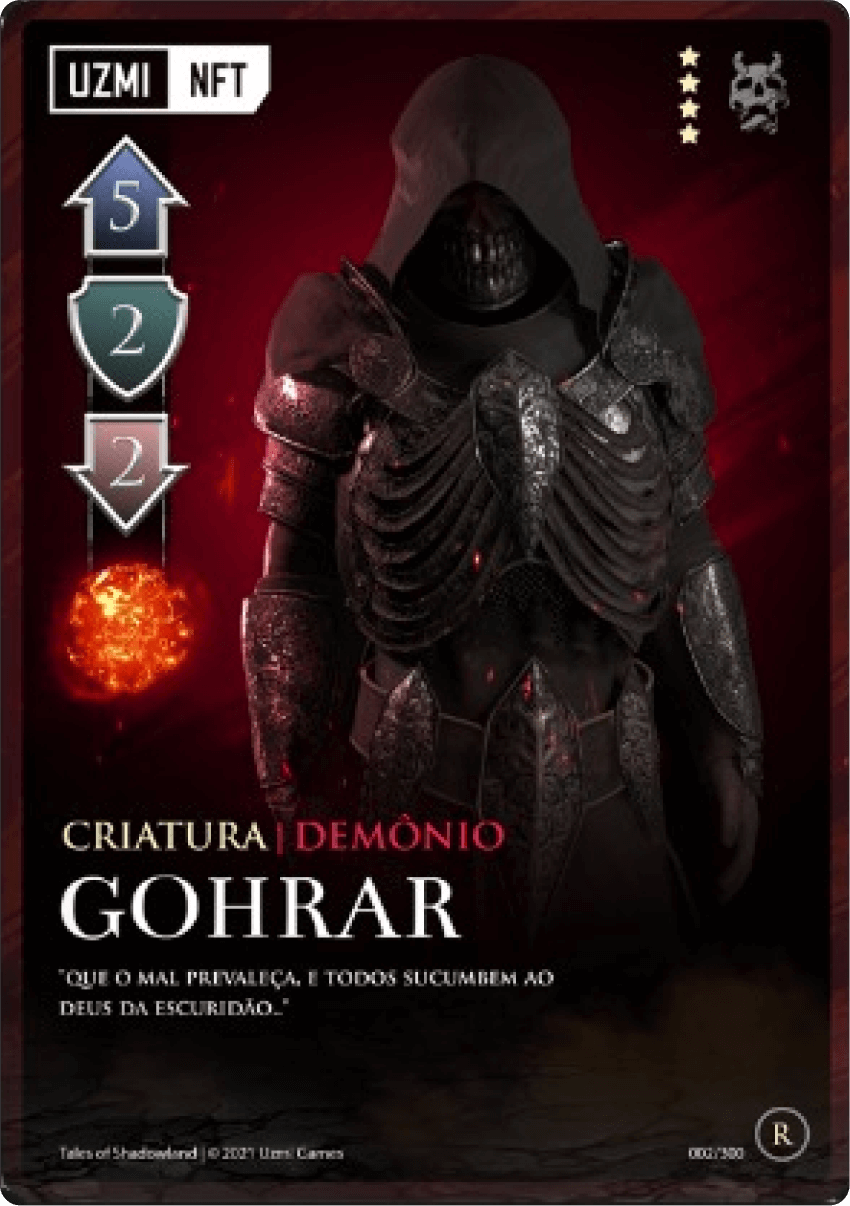 UZMI NFT
5
2
2
CRIATURA | DEMÔNIO
GOHRAR
"QUE O MAL PREVALEÇA, E TODOS SUCUMBEM AO
DEUS DA ESCURIDÃO.."
Tales of Shadowland | © 2021 Uzmi Games
002/300
R